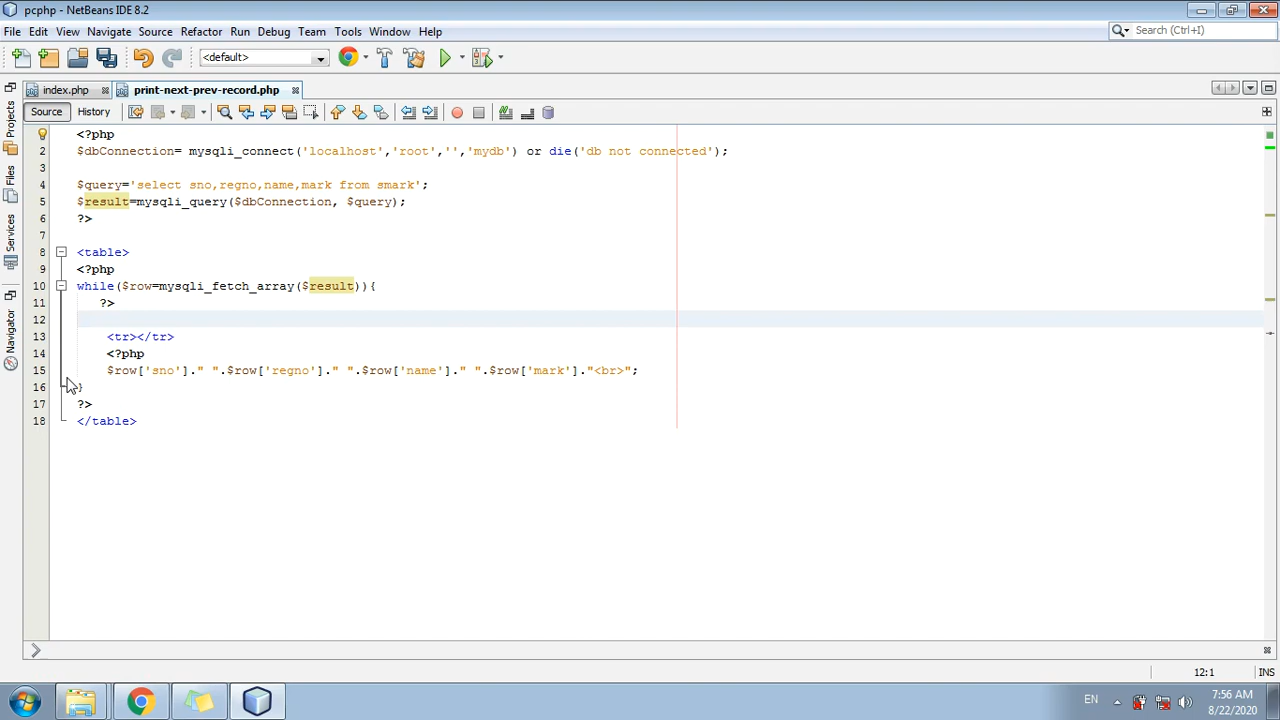 pcphp - NetBeans IDE 8.2
File Edit View Navigate Source Refactor Run Debug Team Tools Window Help
Search (Ctrl+I)
<default>
index.php
print-next-prev-record.php
Source History
Projects
Files
Services
Navigator
<?php
2 $dbConnection= mysqli_connect('localhost','root','','mydb') or die('db not connected');
3
4 $query='select sno,regno,name,mark from smark';
5 $result=mysqli_query($dbConnection, $query);
6 ?>
7
8 <table>
9 <?php
10 while($row=mysqli_fetch_array($result)){
11 ?>
12
13 <tr></tr>
14 <?php
15 $row['sno']." ".$row['regno']." ".$row['name']." ".$row['mark']."<br>";
16 }
17 ?>
18 </table>
12:1 INS
EN
7:56 AM
8/22/2020